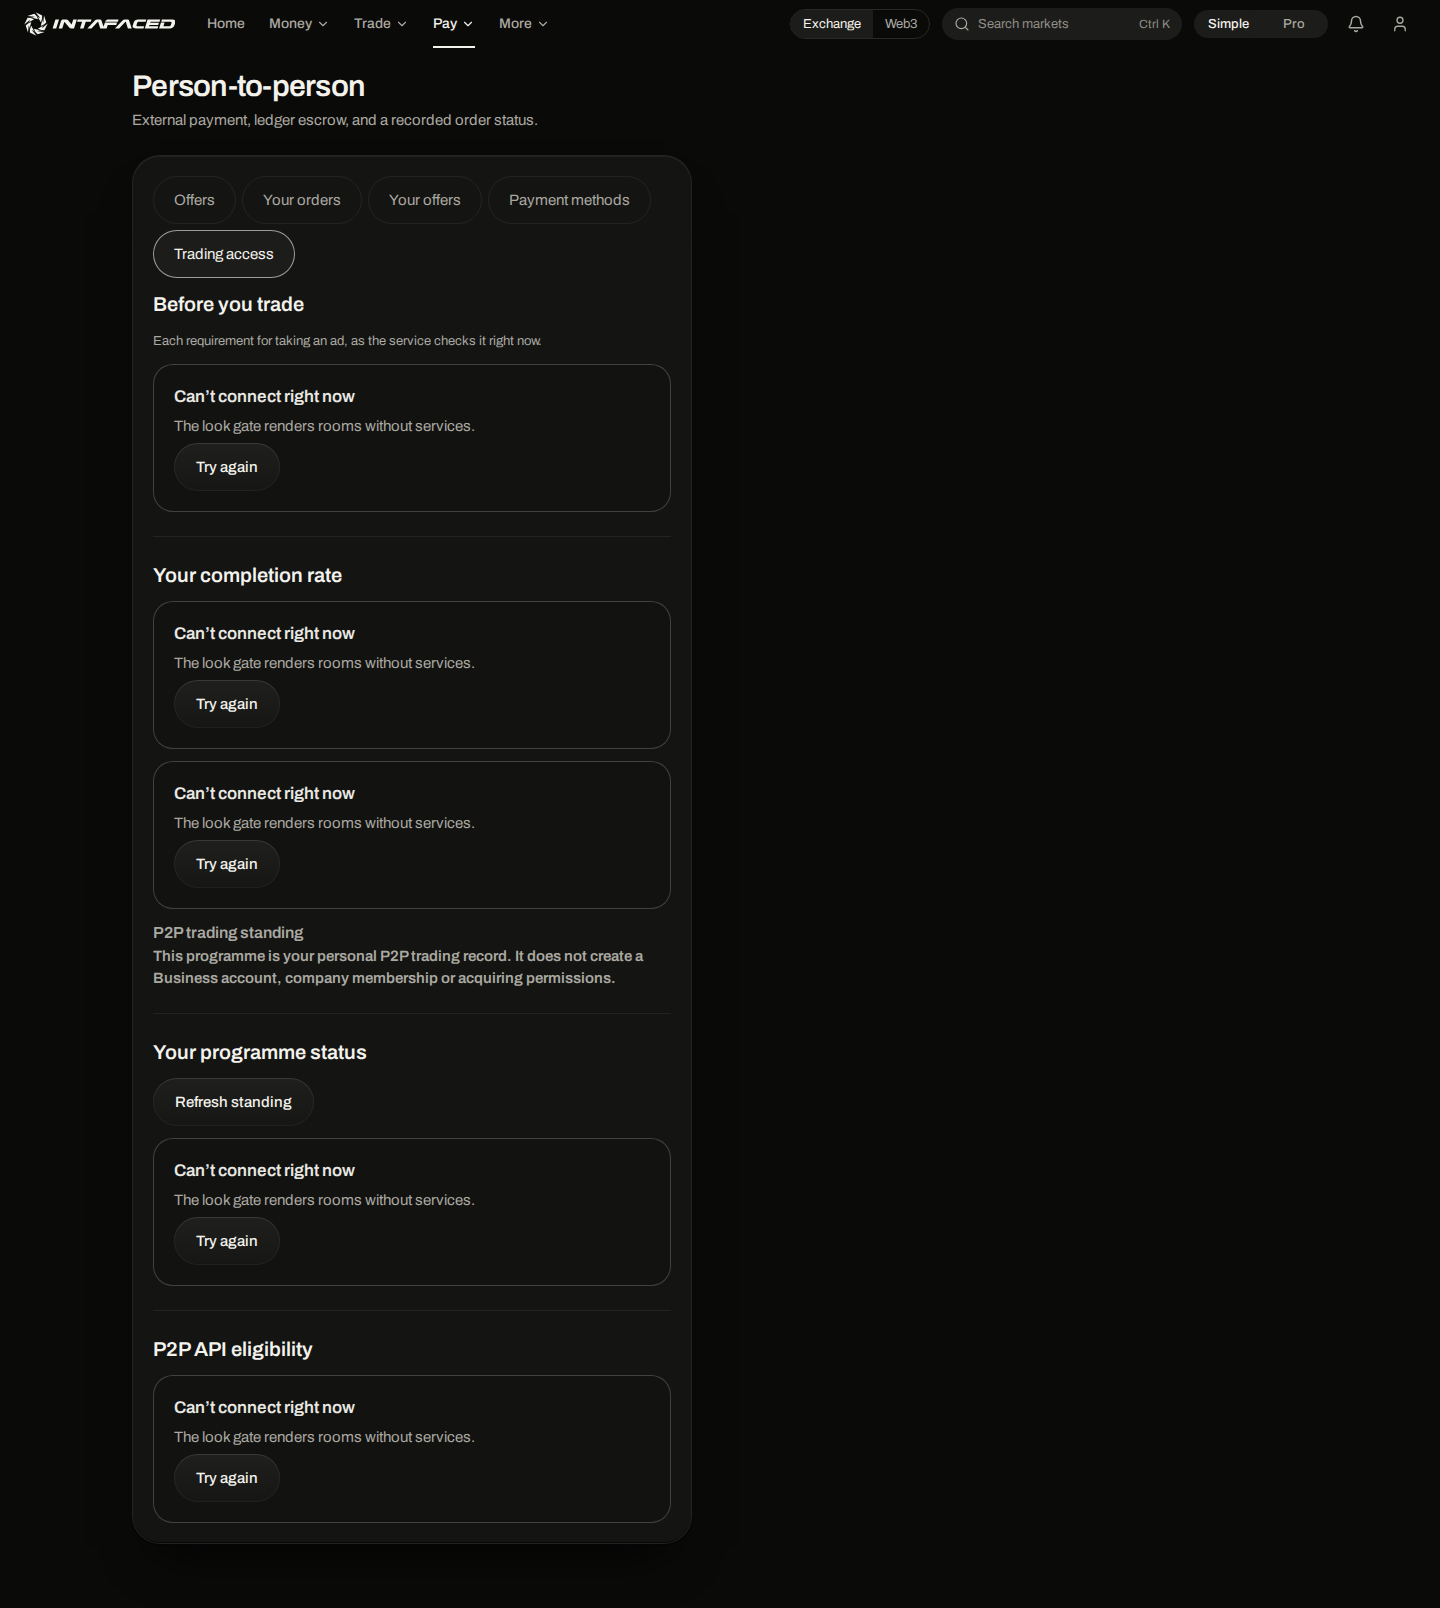 INTAFACED Home Money Trade Pay More Exchange Web3 Search markets Ctrl K Simple Pro
Person-to-person
External payment, ledger escrow, and a recorded order status.
Offers Your orders Your offers Payment methods
Trading access
Before you trade
Each requirement for taking an ad, as the service checks it right now.
Can’t connect right now
The look gate renders rooms without services.
Try again
Your completion rate
Can’t connect right now
The look gate renders rooms without services.
Try again
Can’t connect right now
The look gate renders rooms without services.
Try again
P2P trading standing
This programme is your personal P2P trading record. It does not create a
Business account, company membership or acquiring permissions.
Your programme status
Refresh standing
Can’t connect right now
The look gate renders rooms without services.
Try again
P2P API eligibility
Can’t connect right now
The look gate renders rooms without services.
Try again